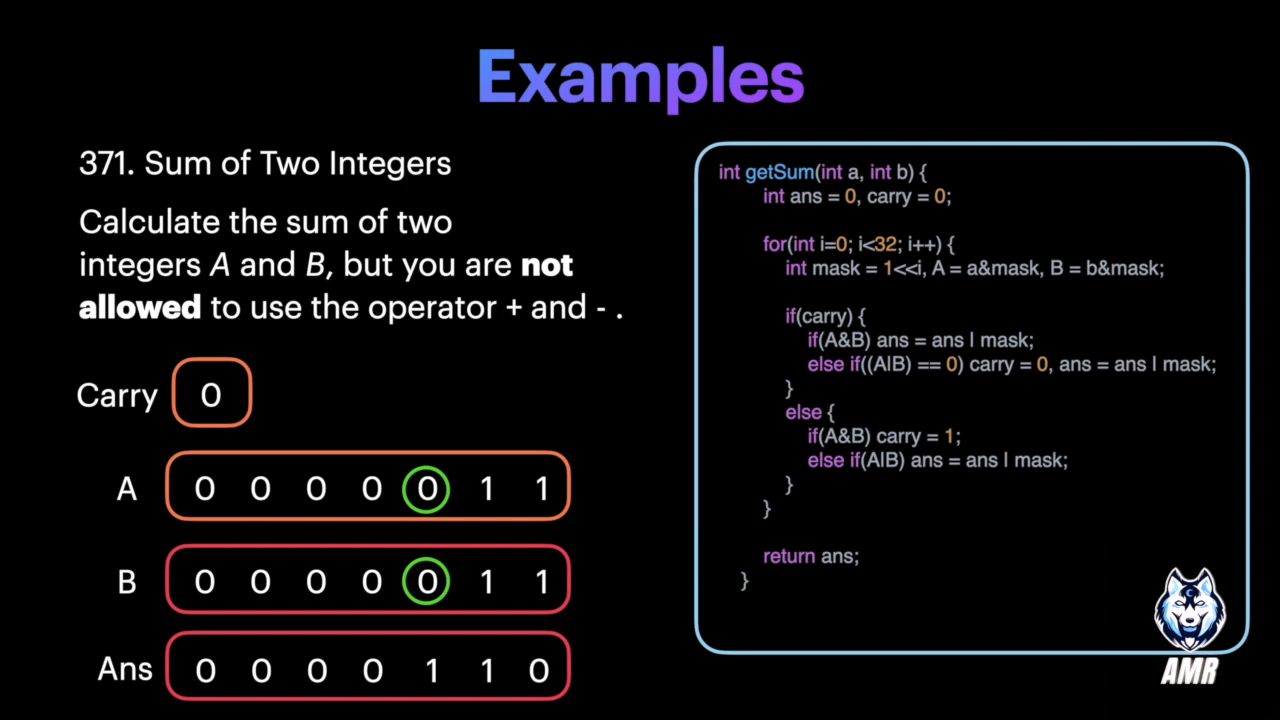 Examples
371. Sum of Two Integers
Calculate the sum of two
integers A and B, but you are not
allowed to use the operator + and - .
Carry 0
A 0 0 0 0 0 1 1
B 0 0 0 0 0 1 1
Ans 0 0 0 0 1 1 0
int getSum(int a, int b) {
int ans = 0, carry = 0;
for(int i=0; i<32; i++) {
int mask = 1<<i, A = a&mask, B = b&mask;
if(carry) {
if(A&B) ans = ans | mask;
else if((A|B) == 0) carry = 0, ans = ans | mask;
}
else {
if(A&B) carry = 1;
else if(A|B) ans = ans | mask;
}
}
return ans;
}
AMR